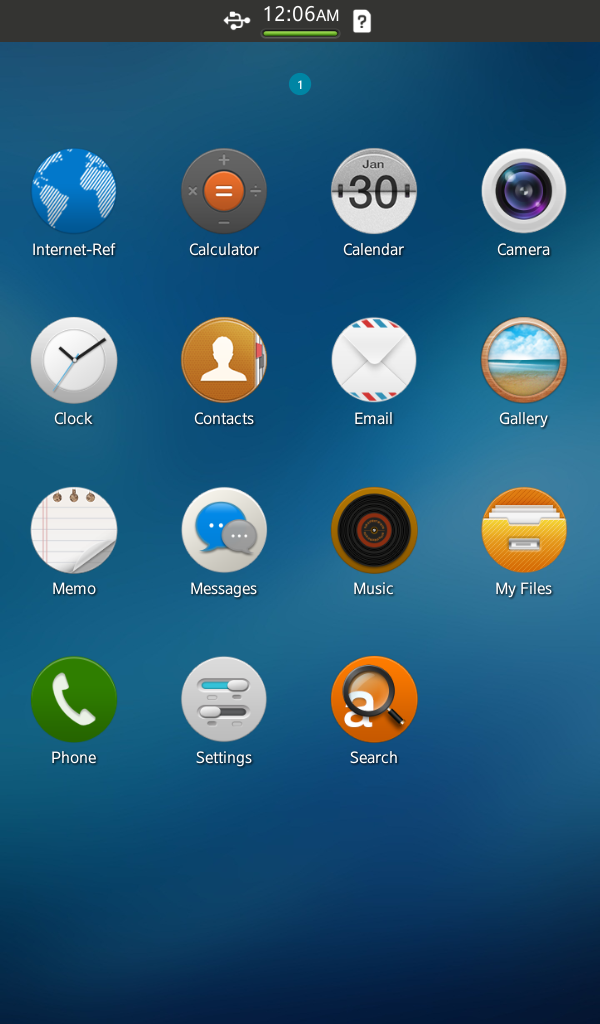 12:06AM
1
Internet-Ref
Calculator
Jan
30
Calendar
Camera
Clock
Contacts
Email
Gallery
Memo
Messages
Music
My Files
Phone
Settings
a
Search